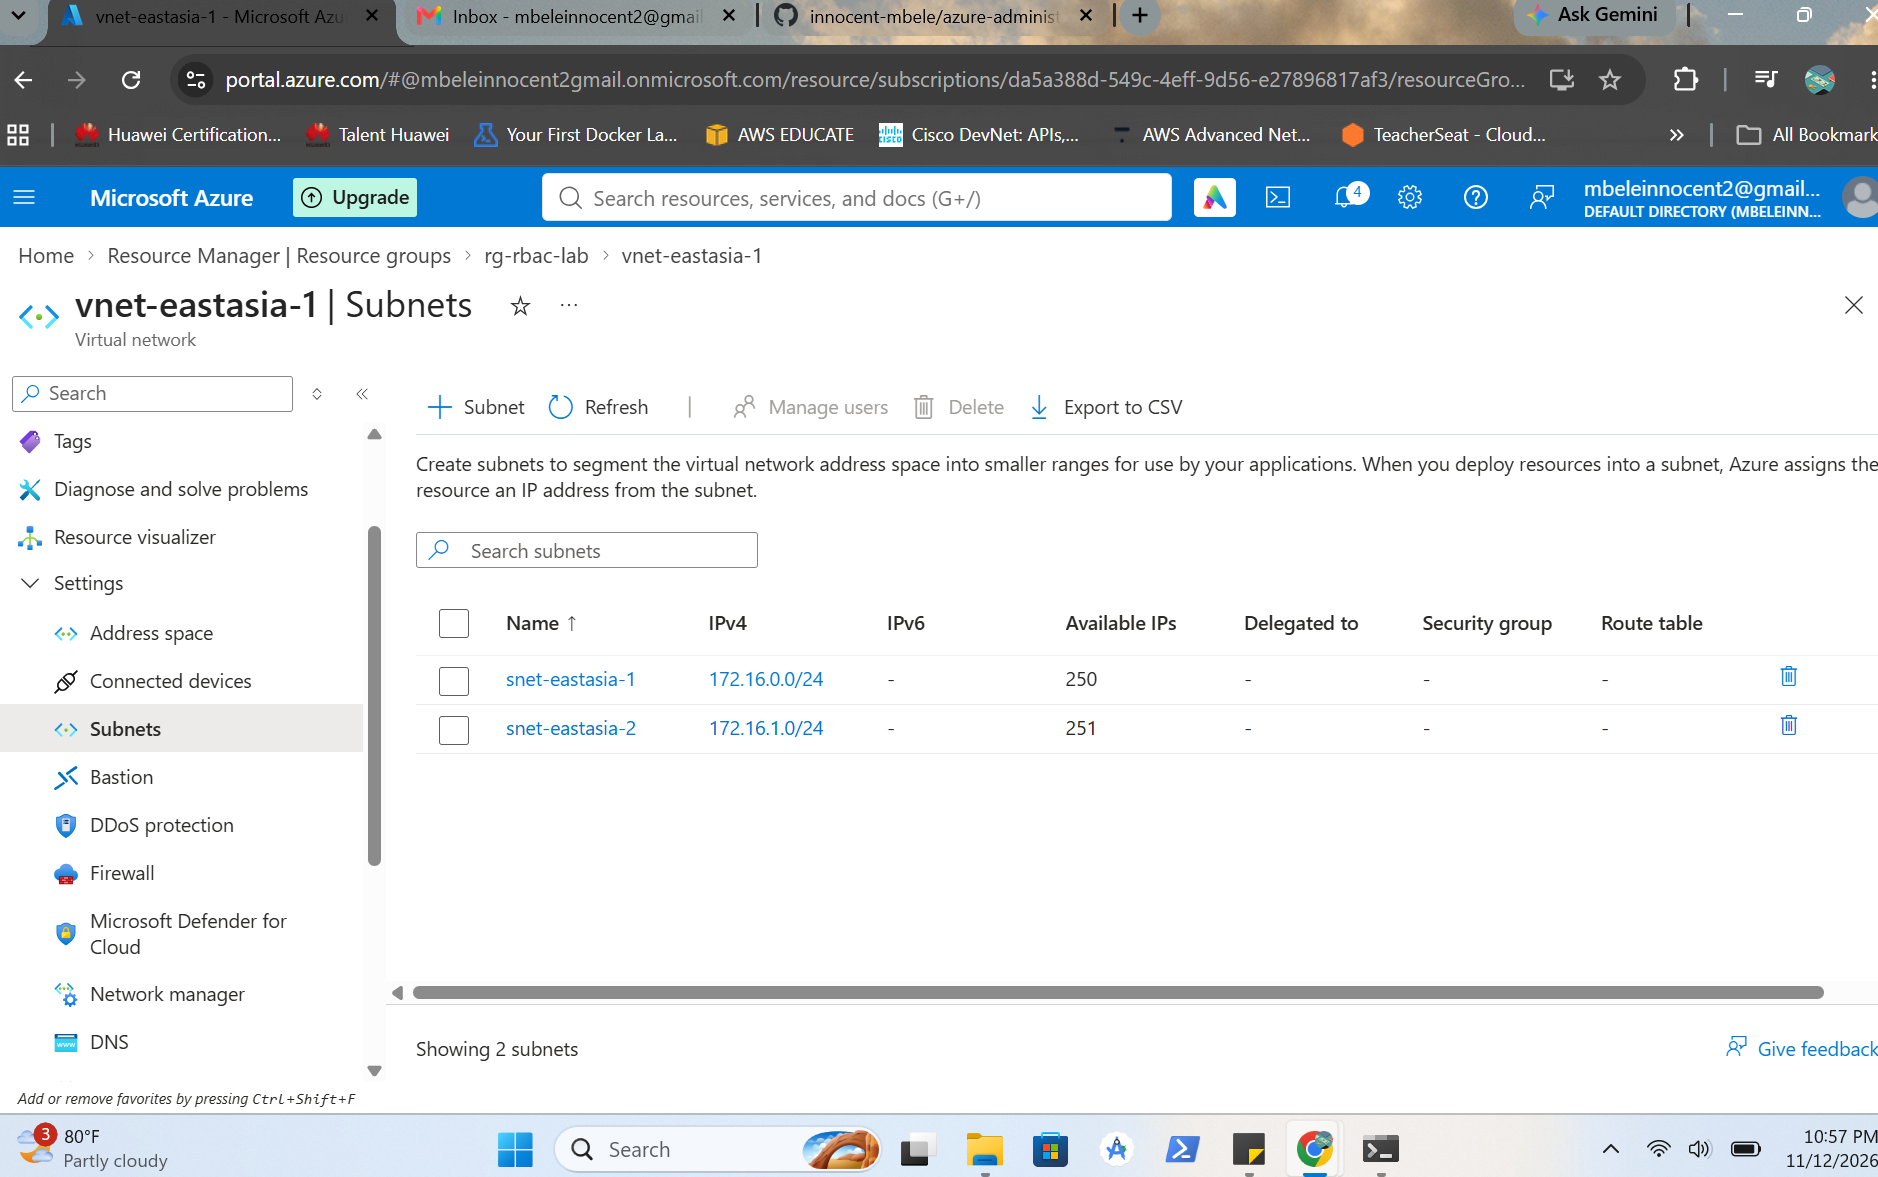 vnet-eastasia-1 - Microsoft Azu
Inbox - mbeleinnocent2@gmail
innocent-mbele/azure-administ
Ask Gemini
portal.azure.com/#@mbeleinnocent2gmail.onmicrosoft.com/resource/subscriptions/da5a388d-549c-4eff-9d56-e27896817af3/resourceGro...
Huawei Certification...
Talent Huawei
Your First Docker La...
AWS EDUCATE
Cisco DevNet: APIs,...
AWS Advanced Net...
TeacherSeat - Cloud...
All Bookmark
Microsoft Azure
Upgrade
Search resources, services, and docs (G+/)
4
mbeleinnocent2@gmail...
DEFAULT DIRECTORY (MBELEINN...
Home > Resource Manager | Resource groups > rg-rbac-lab > vnet-eastasia-1
vnet-eastasia-1 | Subnets
Virtual network
Search
Subnet
Refresh
Manage users
Delete
Export to CSV
Tags
Diagnose and solve problems
Resource visualizer
Settings
Address space
Connected devices
Subnets
Bastion
DDoS protection
Firewall
Microsoft Defender for
Cloud
Network manager
DNS
Add or remove favorites by pressing Ctrl+Shift+F
Create subnets to segment the virtual network address space into smaller ranges for use by your applications. When you deploy resources into a subnet, Azure assigns the
resource an IP address from the subnet.
Search subnets
Name ↑ IPv4 IPv6 Available IPs Delegated to Security group Route table
snet-eastasia-1 172.16.0.0/24 - 250 - - -
snet-eastasia-2 172.16.1.0/24 - 251 - - -
Showing 2 subnets
Give feedback
3
80°F
Partly cloudy
Search
10:57 PM
11/12/2026